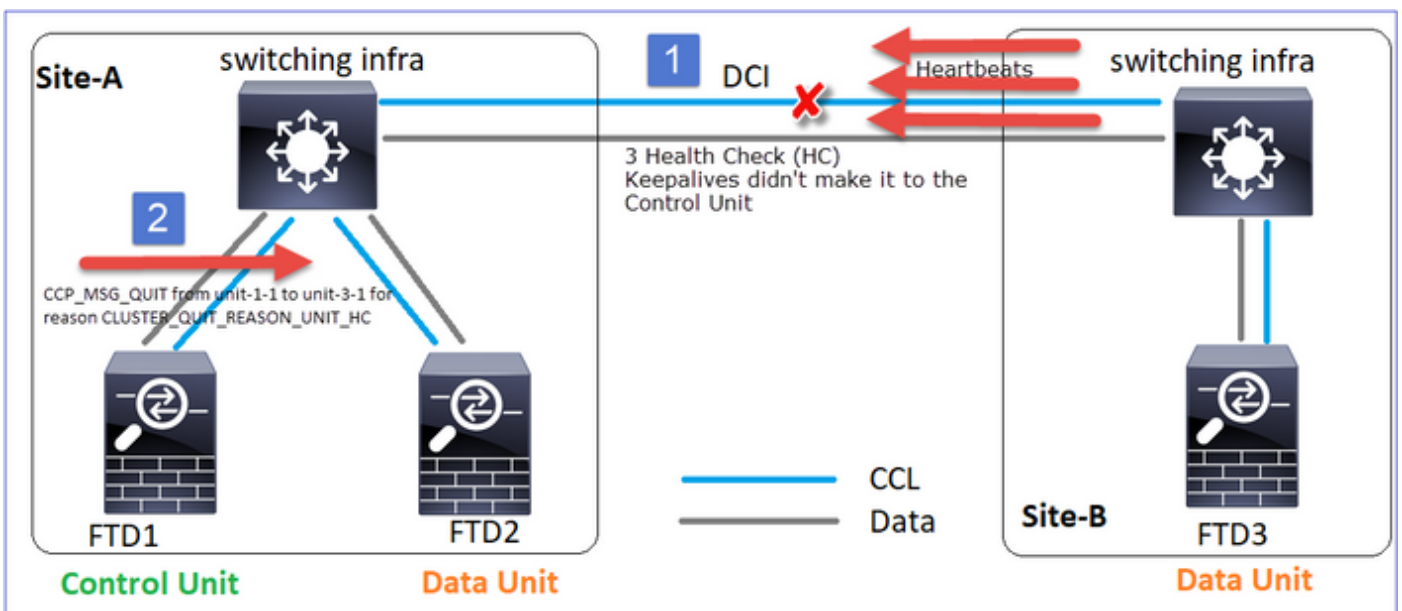 Site-A
switching infra
1
DCI
Heartbeats
switching infra
3 Health Check (HC)
Keepalives didn't make it to the
Control Unit
2
CCP_MSG_QUIT from unit-1-1 to unit-3-1 for
reason CLUSTER_QUIT_REASON_UNIT_HC
FTD1
FTD2
CCL
Data
Site-B
FTD3
Control Unit
Data Unit
Data Unit